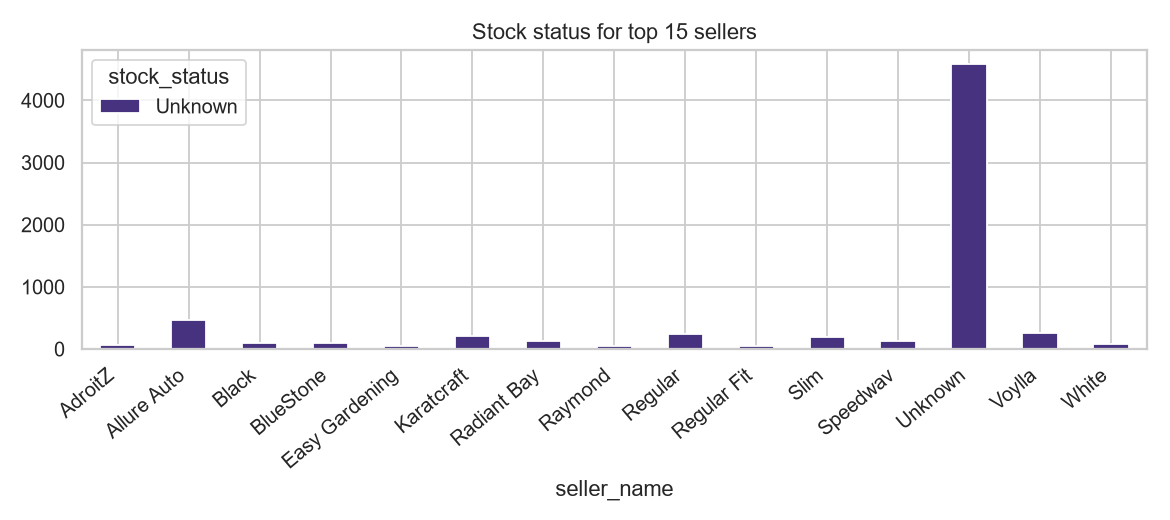 Stock status for top 15 sellers
stock_status
Unknown
4000
3000
2000
1000
0
AdroitZ
Allure Auto
Black
BlueStone
Easy Gardening
Karatcraft
Radiant Bay
Raymond
Regular
Regular Fit
Slim
Speedwav
Unknown
Voylla
White
seller_name